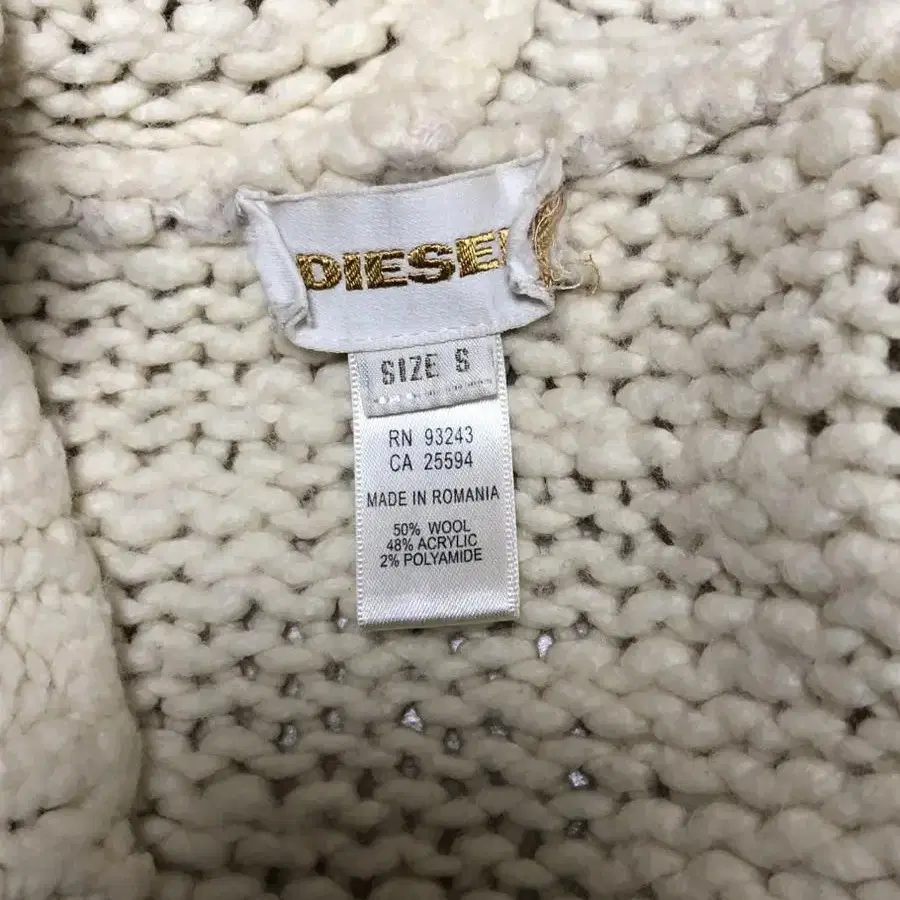 DIESEL
SIZE S
RN 93243
CA 25594
MADE IN ROMANIA
50% WOOL
48% ACRYLIC
2% POLYAMIDE